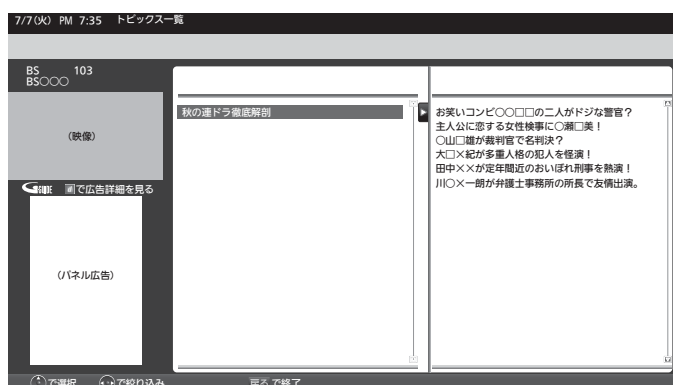 7/7(火) PM 7:35 トピックス一覧
BS 103
BS○○○
(映像)
G-GUIDE で広告詳細を見る
(パネル広告)
秋の連ドラ徹底解剖
お笑いコンビ○○□□の二人がドジな警官?
主人公に恋する女性検事に○瀬□美!
○山□雄が裁判官で名判決?
大□×紀が多重人格の犯人を怪演!
田中××が定年間近のおいぼれ刑事を熱演!
川○×一朗が弁護士事務所の所長で友情出演。
で選択 で絞り込み 戻る で終了